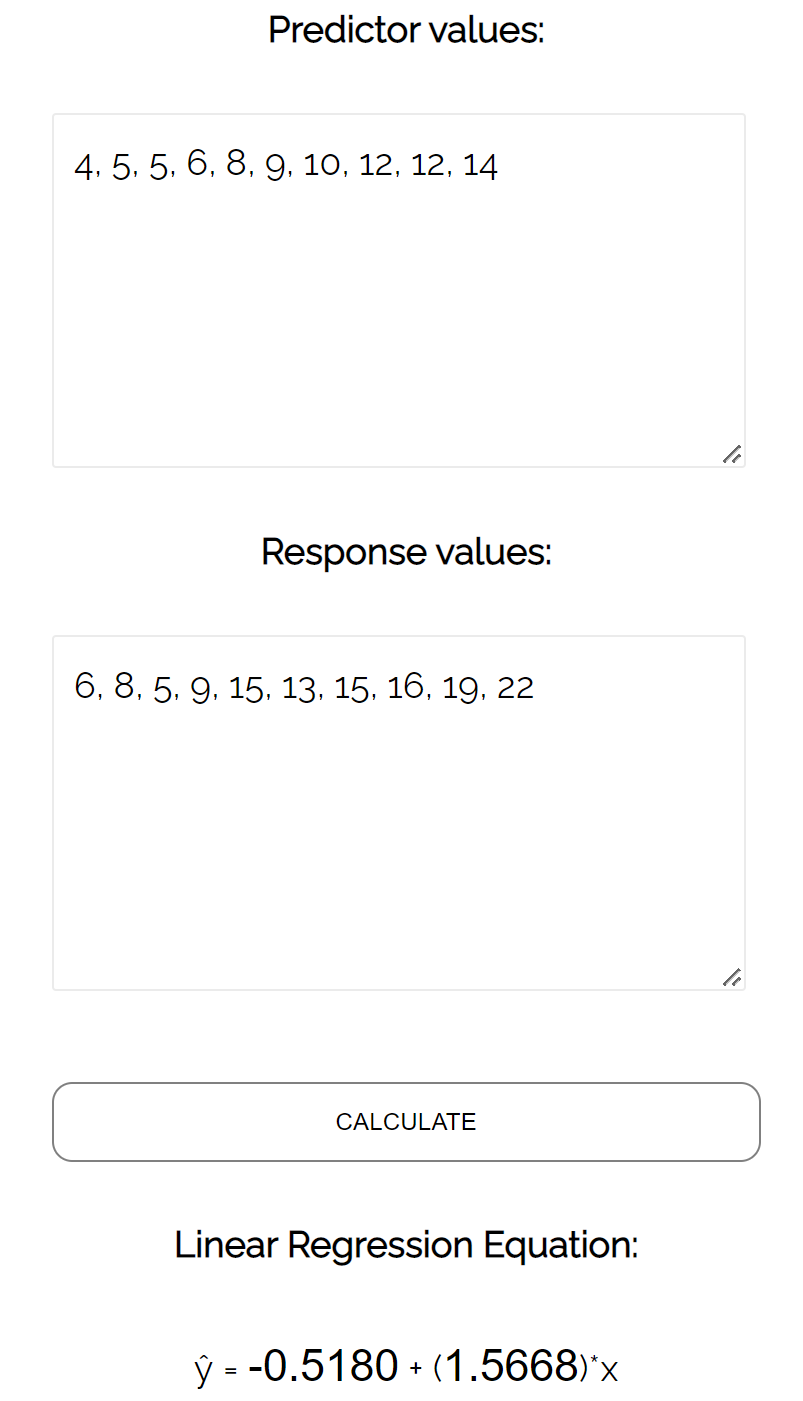 Predictor values:
4, 5, 5, 6, 8, 9, 10, 12, 12, 14
Response values:
6, 8, 5, 9, 15, 13, 15, 16, 19, 22
CALCULATE
Linear Regression Equation:
ŷ = -0.5180 + (1.5668)*x